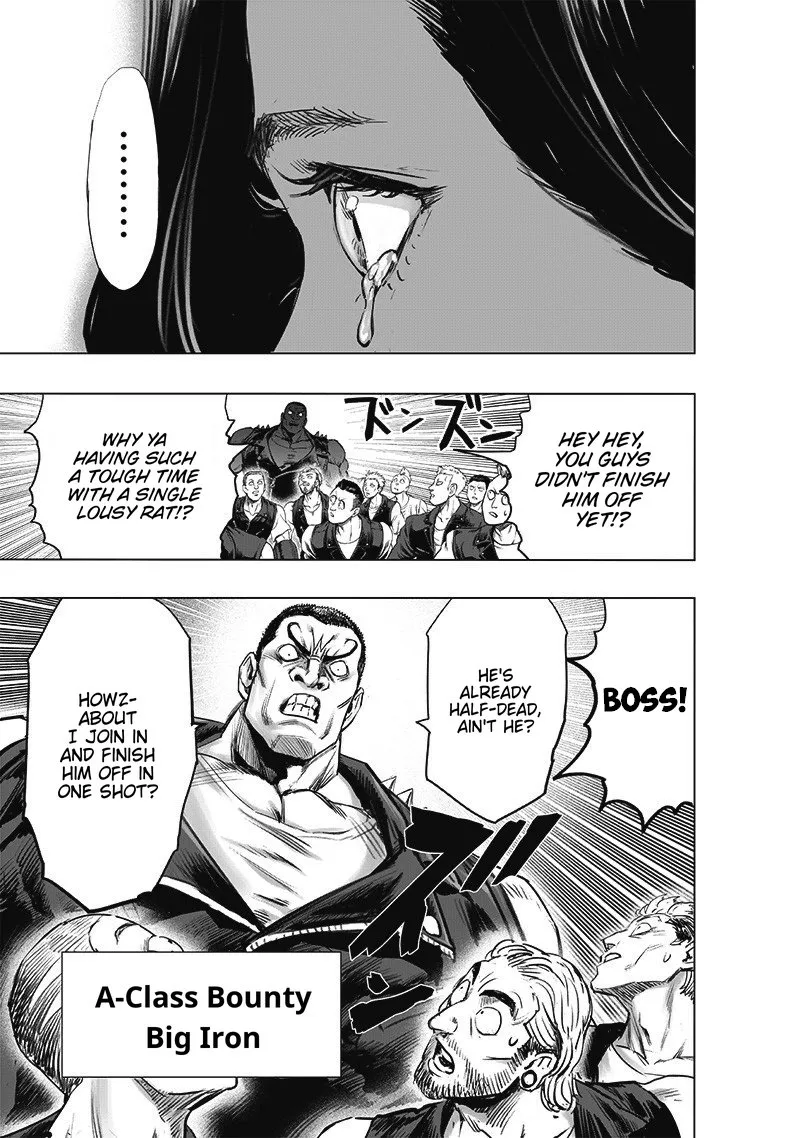 ………
HEY HEY,
YOU GUYS
DIDN'T FINISH
HIM OFF
YET!?
ズン
ズン
WHY YA
HAVING SUCH
A TOUGH TIME
WITH A SINGLE
LOUSY RAT!?
BOSS!
HE'S
ALREADY
HALF-DEAD,
AIN'T HE?
HOWZ-
ABOUT
I JOIN IN
AND FINISH
HIM OFF IN
ONE SHOT?
A-Class Bounty
Big Iron